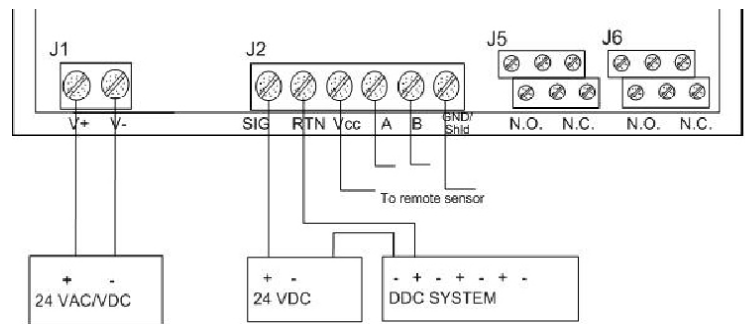 J1
J2
J5
J6
V+ V-
SIG RTN Vcc A B GND/
Shld
N.O. N.C.
N.O. N.C.
To remote sensor
+ -
24 VAC/VDC
+ -
24 VDC
- + - + - + -
DDC SYSTEM